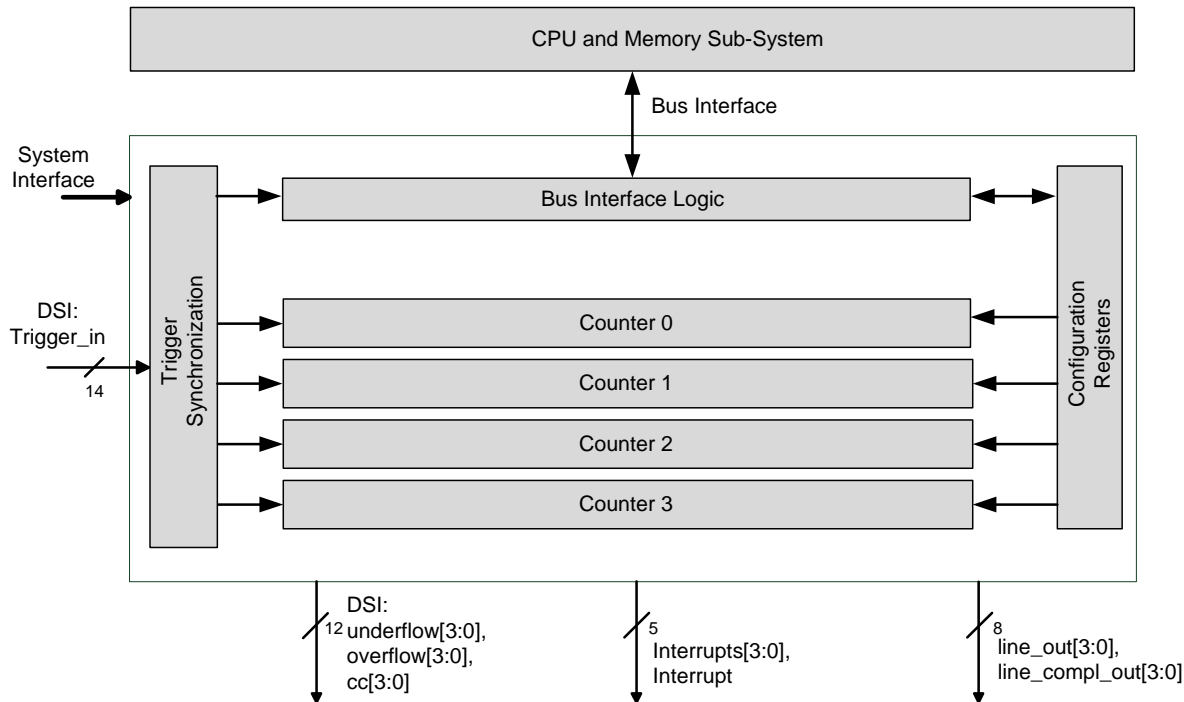 CPU and Memory Sub-System
Bus Interface
System
Interface
Bus Interface Logic
Trigger
Synchronization
Configuration
Registers
DSI:
Trigger_in
14
Counter 0
Counter 1
Counter 2
Counter 3
12
DSI:
underflow[3:0],
overflow[3:0],
cc[3:0]
5
Interrupts[3:0],
Interrupt
8
line_out[3:0],
line_compl_out[3:0]